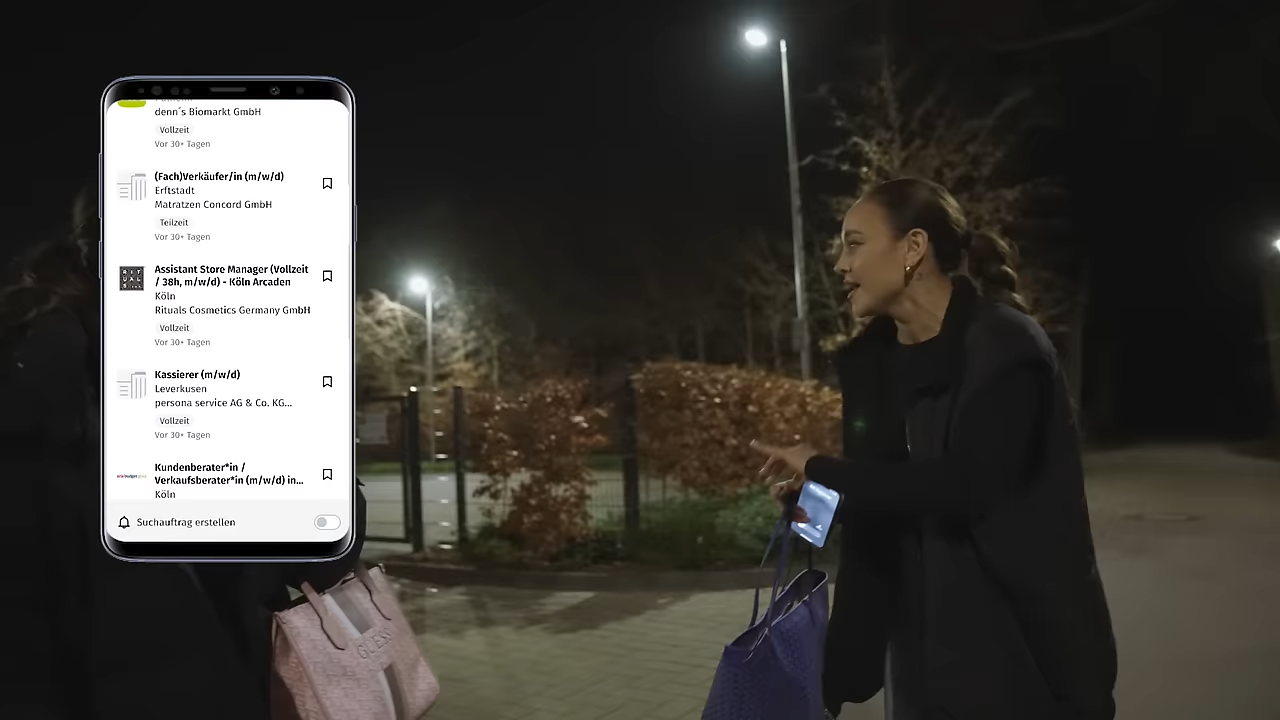 denn´s Biomarkt GmbH
Vollzeit
Vor 30+ Tagen
(Fach)Verkäufer/in (m/w/d)
Erftstadt
Matratzen Concord GmbH
Teilzeit
Vor 30+ Tagen
RITUALS
Assistant Store Manager (Vollzeit
/ 38h, m/w/d) - Köln Arcaden
Köln
Rituals Cosmetics Germany GmbH
Vollzeit
Vor 30+ Tagen
Kassierer (m/w/d)
Leverkusen
persona service AG & Co. KG...
Vollzeit
Vor 30+ Tagen
Kundenberater*in /
Verkaufsberater*in (m/w/d) in...
Köln
Suchauftrag erstellen
GUESS